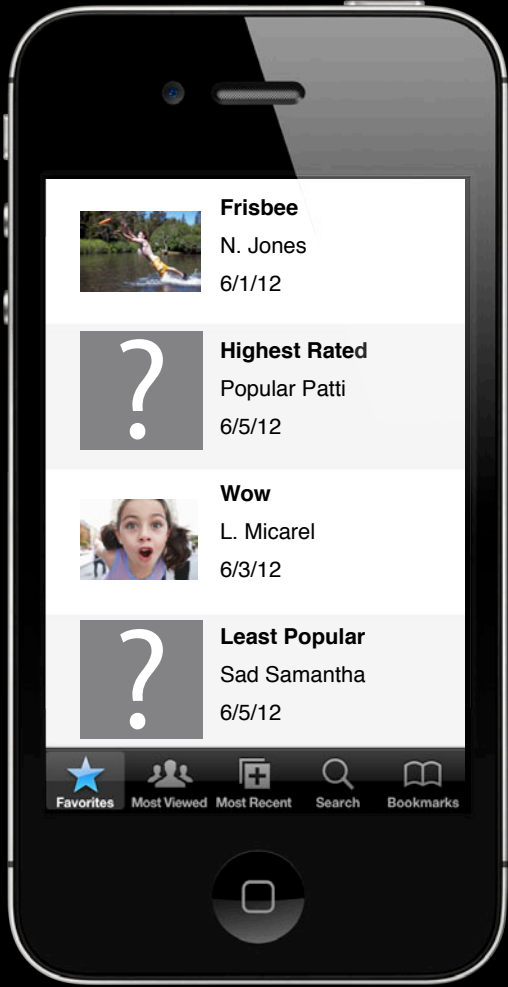 Frisbee
N. Jones
6/1/12
?
Highest Rated
Popular Patti
6/5/12
Wow
L. Micarel
6/3/12
?
Least Popular
Sad Samantha
6/5/12
Favorites Most Viewed Most Recent Search Bookmarks